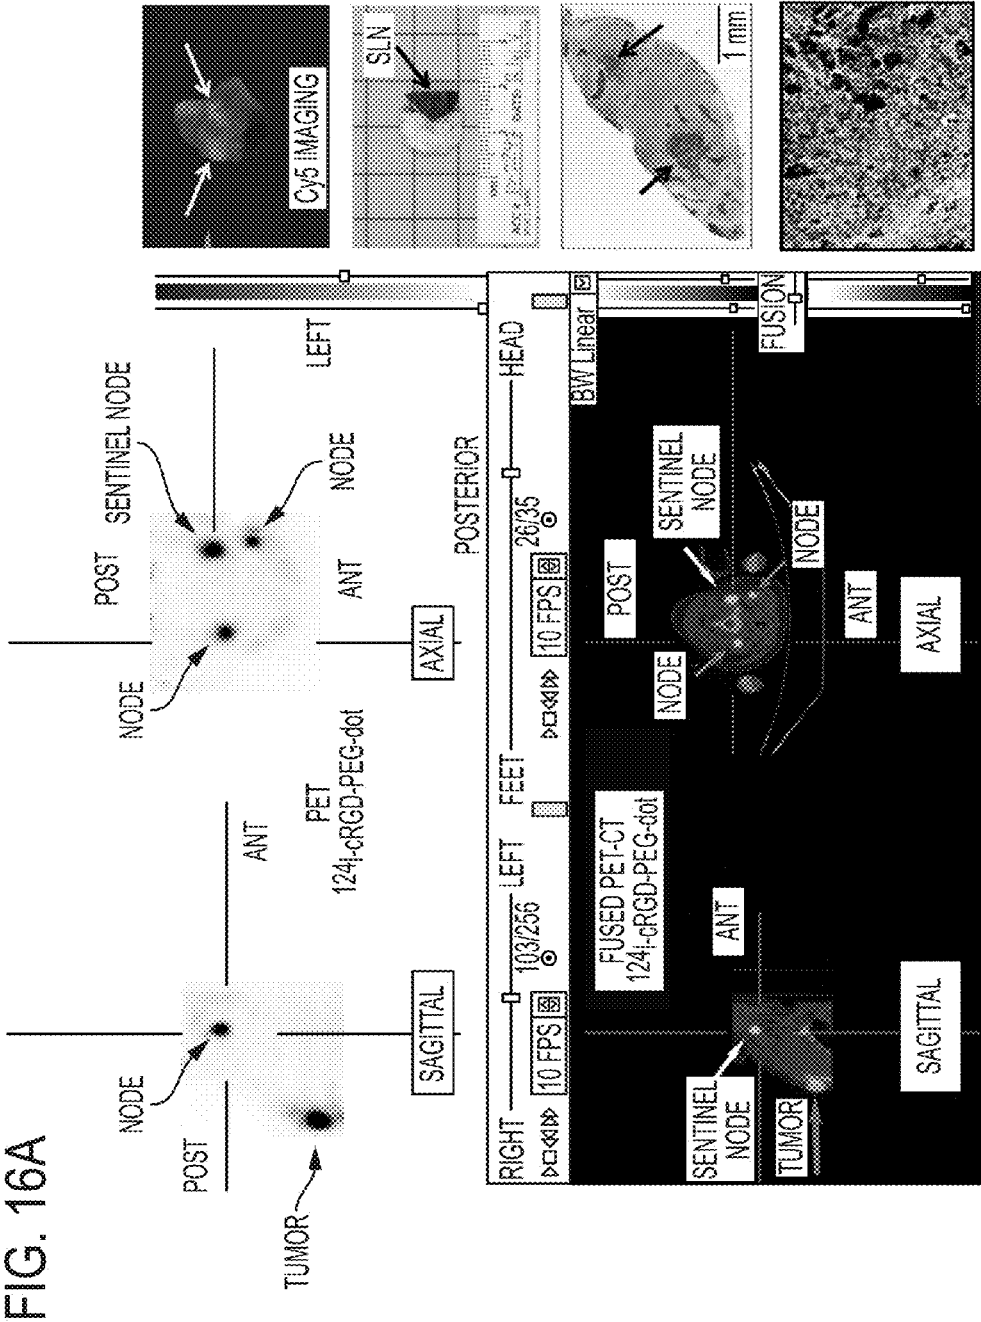 FIG. 16A
TUMOR
POST
NODE
SAGITTAL
ANT
PET
124I-cRGD-PEG-dot
NODE
POST
SENTINEL NODE
AXIAL
ANT
NODE
LEFT
RIGHT
LEFT
FEET
POSTERIOR
HEAD
10 FPS
103/256
10 FPS
26/35
BW Linear
FUSED PET-CT
124I-cRGD-PEG-dot
SENTINEL
NODE
TUMOR
ANT
SAGITTAL
NODE
POST
SENTINEL
NODE
NODE
ANT
AXIAL
FUSION
Cy5 IMAGING
SLN
1 mm